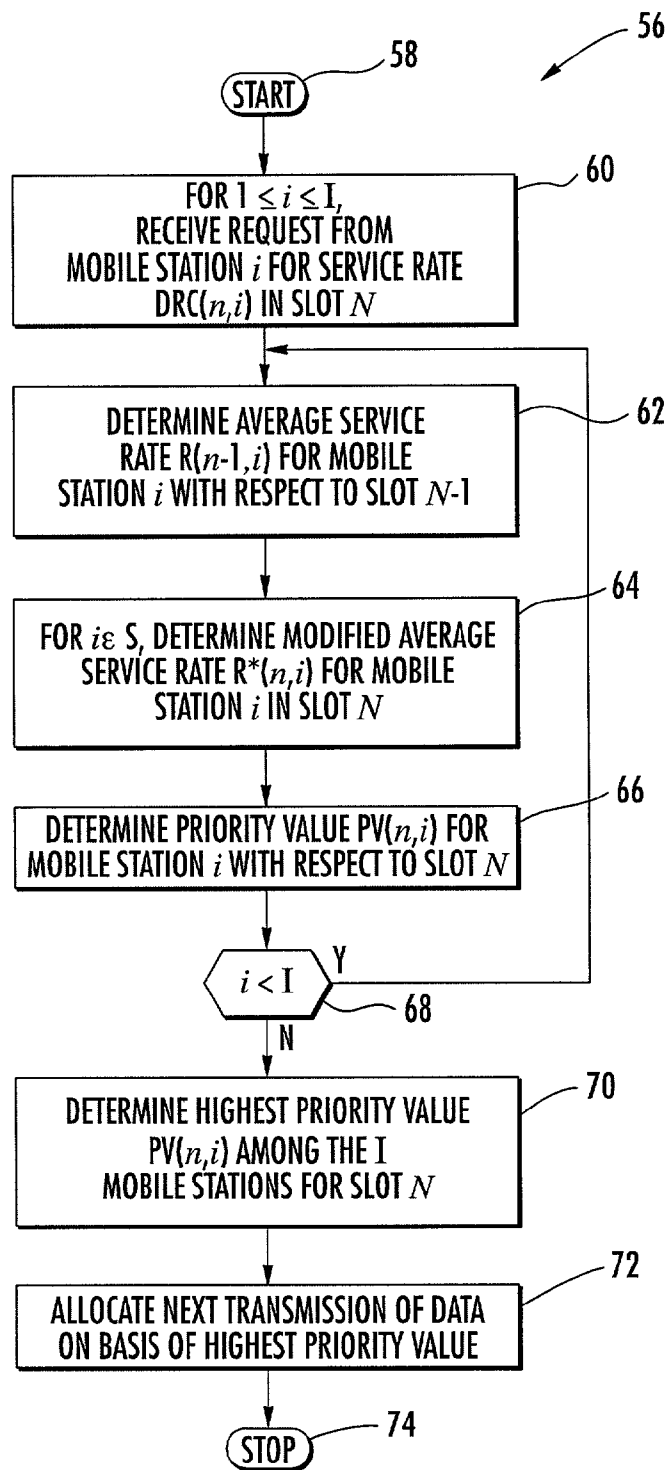 56
START
58
FOR 1 ≤ i ≤ I,
RECEIVE REQUEST FROM
MOBILE STATION i FOR SERVICE RATE
DRC(n,i) IN SLOT N
60
DETERMINE AVERAGE SERVICE
RATE R(n-1,i) FOR MOBILE
STATION i WITH RESPECT TO SLOT N-1
62
FOR iε S, DETERMINE MODIFIED AVERAGE
SERVICE RATE R*(n,i) FOR MOBILE
STATION i IN SLOT N
64
DETERMINE PRIORITY VALUE PV(n,i) FOR
MOBILE STATION i WITH RESPECT TO SLOT N
66
i < I
Y
68
N
DETERMINE HIGHEST PRIORITY VALUE
PV(n,i) AMONG THE I
MOBILE STATIONS FOR SLOT N
70
ALLOCATE NEXT TRANSMISSION OF DATA
ON BASIS OF HIGHEST PRIORITY VALUE
72
STOP
74